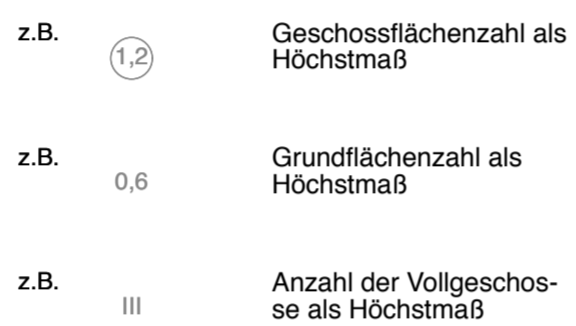 z.B. 1,2 Geschossflächenzahl als
Höchstmaß
z.B. 0,6 Grundflächenzahl als
Höchstmaß
z.B. III Anzahl der Vollgeschos-
se als Höchstmaß